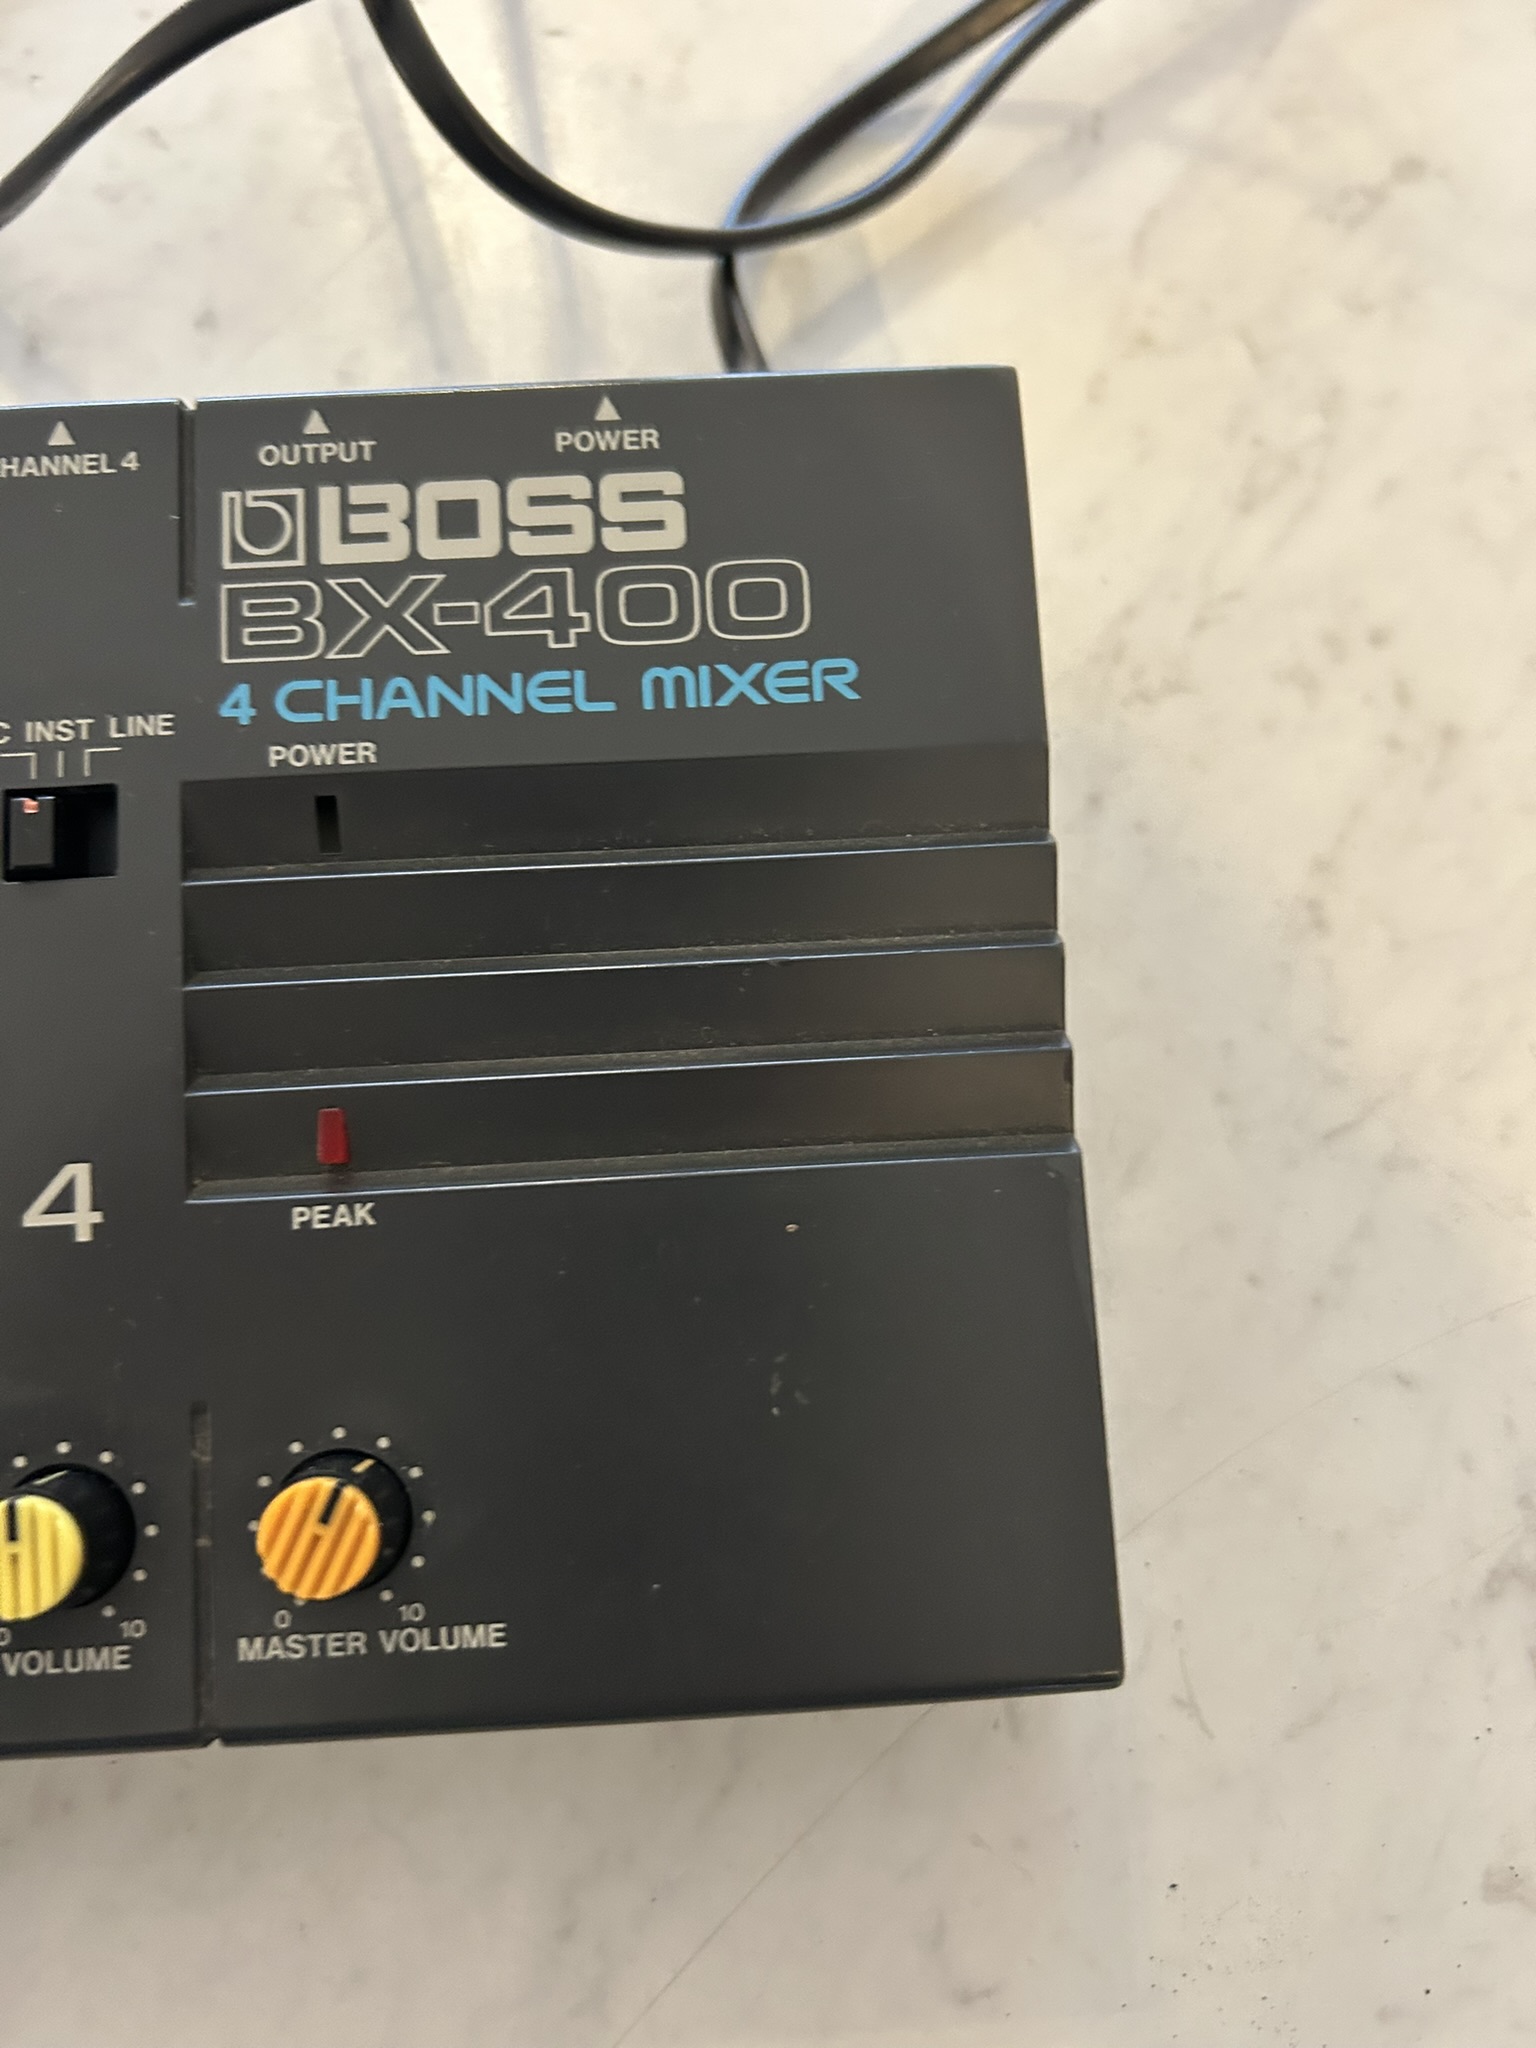 HANNEL 4
OUTPUT
POWER
BOSS
BX-400
4 CHANNEL MIXER
C INST LINE
POWER
4
PEAK
0
10
VOLUME
0
10
MASTER VOLUME